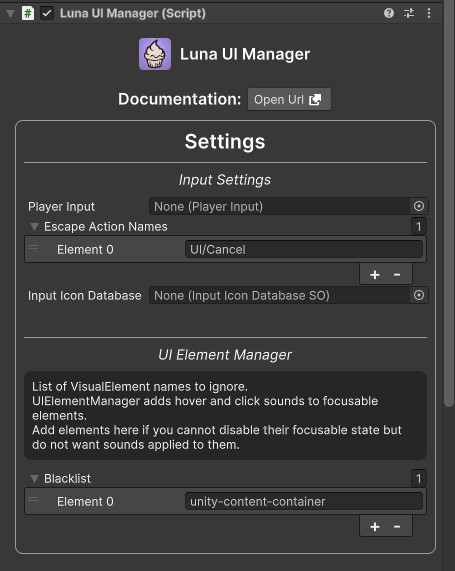 Luna UI Manager (Script)
Luna UI Manager
Documentation: Open Url
Settings
Input Settings
Player Input None (Player Input)
Escape Action Names 1
Element 0 UI/Cancel
+ -
Input Icon Database None (Input Icon Database SO)
UI Element Manager
List of VisualElement names to ignore.
UIElementManager adds hover and click sounds to focusable
elements.
Add elements here if you cannot disable their focusable state but
do not want sounds applied to them.
Blacklist 1
Element 0 unity-content-container
+ -